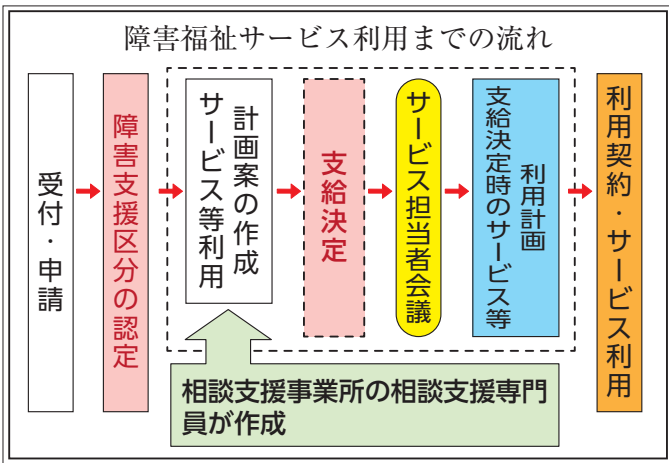 障害福祉サービス利用までの流れ
受付・申請
障害支援区分の認定
サービス等利用
計画案の作成
支給決定
サービス担当者会議
支給決定時のサービス等
利用計画
利用契約・サービス利用
相談支援事業所の相談支援専門
員が作成